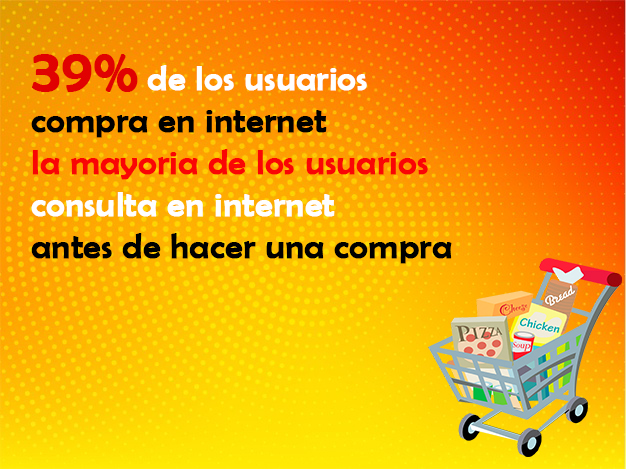 39% de los usuarios
compra en internet
la mayoria de los usuarios
consulta en internet
antes de hacer una compra
Bread
Cheese
Chicken
PIZZA
Soup